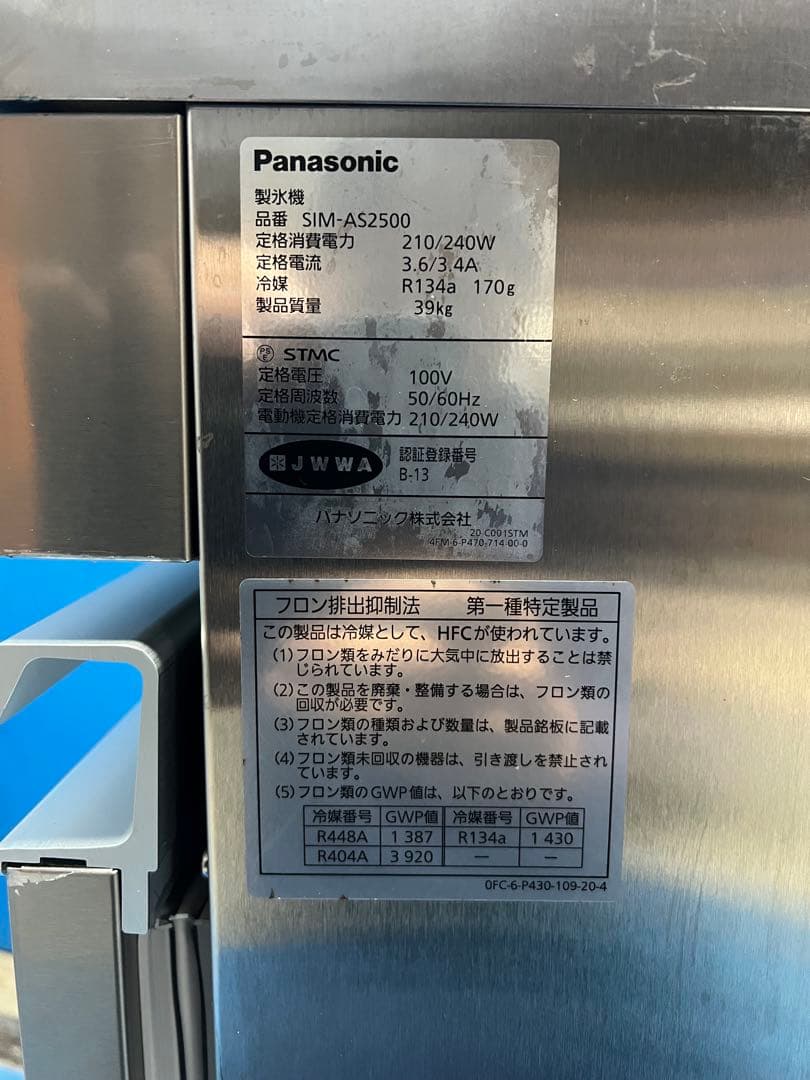 Panasonic
製氷機
品番 SIM-AS2500
定格消費電力 210/240W
定格電流 3.6/3.4A
冷媒 R134a 170g
製品質量 39kg
PS E STMC
定格電圧 100V
定格周波数 50/60Hz
電動機定格消費電力 210/240W
JWWA 認証登録番号
B-13
パナソニック株式会社
20 C001STM
4FM-6-P470-714-00-0
フロン排出抑制法 第一種特定製品
この製品は冷媒として、HFCが使われています。
(1)フロン類をみだりに大気中に放出することは禁
じられています。
(2)この製品を廃棄・整備する場合は、フロン類の
回収が必要です。
(3)フロン類の種類および数量は、製品銘板に記載
されています。
(4)フロン類未回収の機器は、引き渡しを禁止され
ています。
(5)フロン類のGWP値は、以下のとおりです。
冷媒番号 GWP値 冷媒番号 GWP値
R448A 1 387 R134a 1 430
R404A 3 920 — —
0FC-6-P430-109-20-4